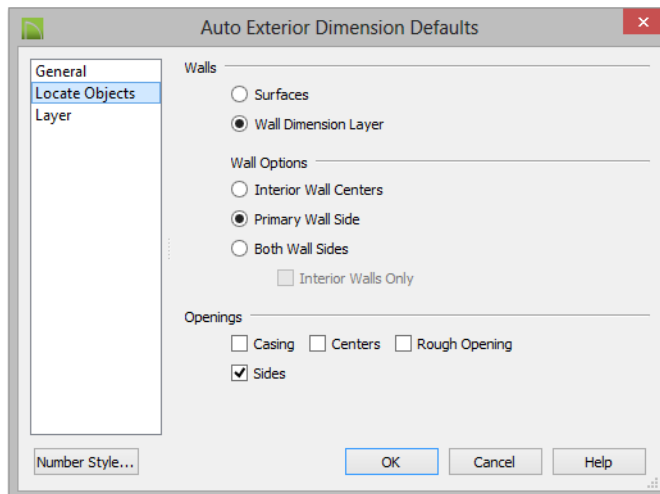 Auto Exterior Dimension Defaults
General
Locate Objects
Layer
Walls
Surfaces
Wall Dimension Layer
Wall Options
Interior Wall Centers
Primary Wall Side
Both Wall Sides
Interior Walls Only
Openings
Casing Centers Rough Opening
Sides
Number Style... OK Cancel Help